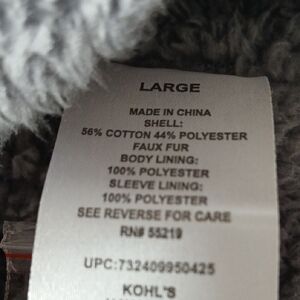 LARGE
MADE IN CHINA
SHELL:
56% COTTON 44% POLYESTER
FAUX FUR
BODY LINING:
100% POLYESTER
SLEEVE LINING:
100% POLYESTER
SEE REVERSE FOR CARE
RN# 55219
UPC:732409950425
KOHL'S